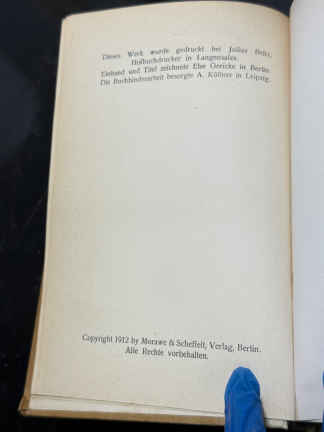 Dieses Werk wurde gedruckt bei Julius Beltz,
Hofbuchdrucker in Langensalza.
Einband und Titel zeichnete Else Gericke in Berlin.
Die Buchbinderarbeit besorgte A. Köllner in Leipzig.
Copyright 1912 by Morawe & Scheffelt, Verlag, Berlin.
Alle Rechte vorbehalten.